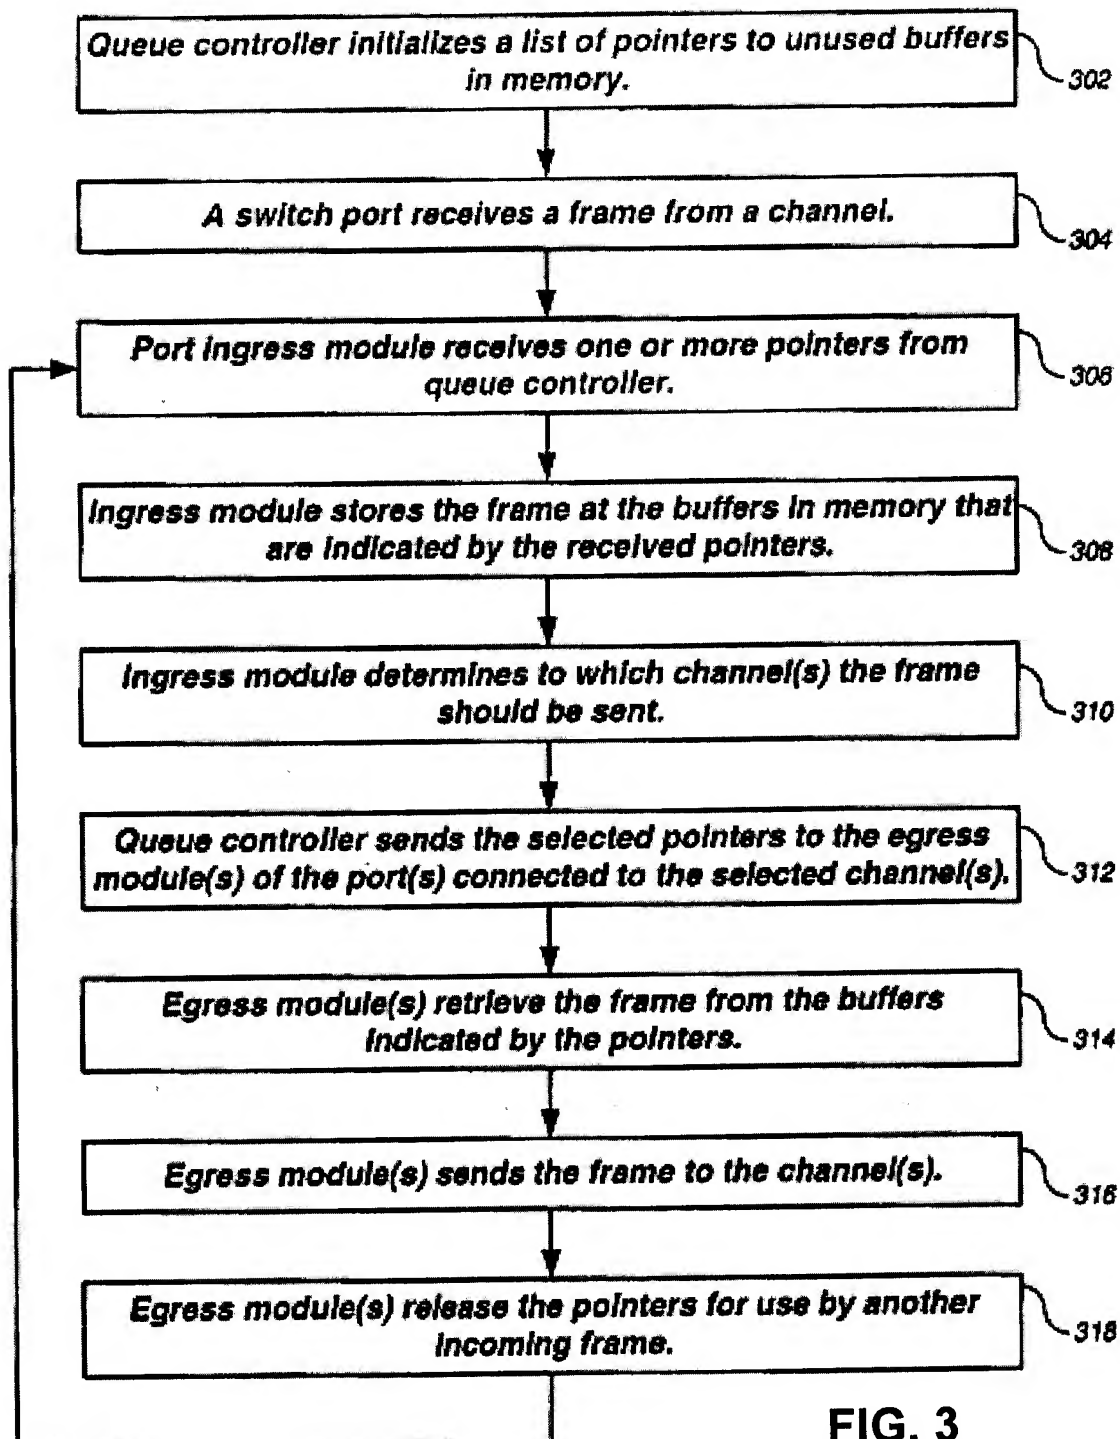 Queue controller initializes a list of pointers to unused buffers
in memory.
302
A switch port receives a frame from a channel.
304
Port ingress module receives one or more pointers from
queue controller.
306
Ingress module stores the frame at the buffers in memory that
are indicated by the received pointers.
308
Ingress module determines to which channel(s) the frame
should be sent.
310
Queue controller sends the selected pointers to the egress
module(s) of the port(s) connected to the selected channel(s).
312
Egress module(s) retrieve the frame from the buffers
indicated by the pointers.
314
Egress module(s) sends the frame to the channel(s).
316
Egress module(s) release the pointers for use by another
incoming frame.
318
FIG. 3